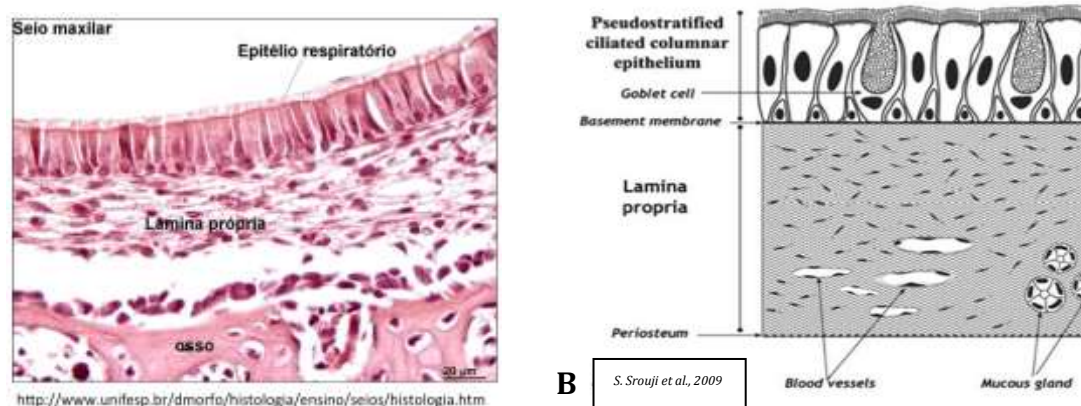 Seio maxilar
Epitélio respiratório
Lamina própria
osso
20 µm
http://www.unifesp.br/dmorfo/histologia/ensino/seios/histologia.htm
Pseudostratified
ciliated columnar
epithelium
Goblet cell
Basement membrane
Lamina
propria
Periosteum
B
S. Srouji et al., 2009
Blood vessels
Mucous gland